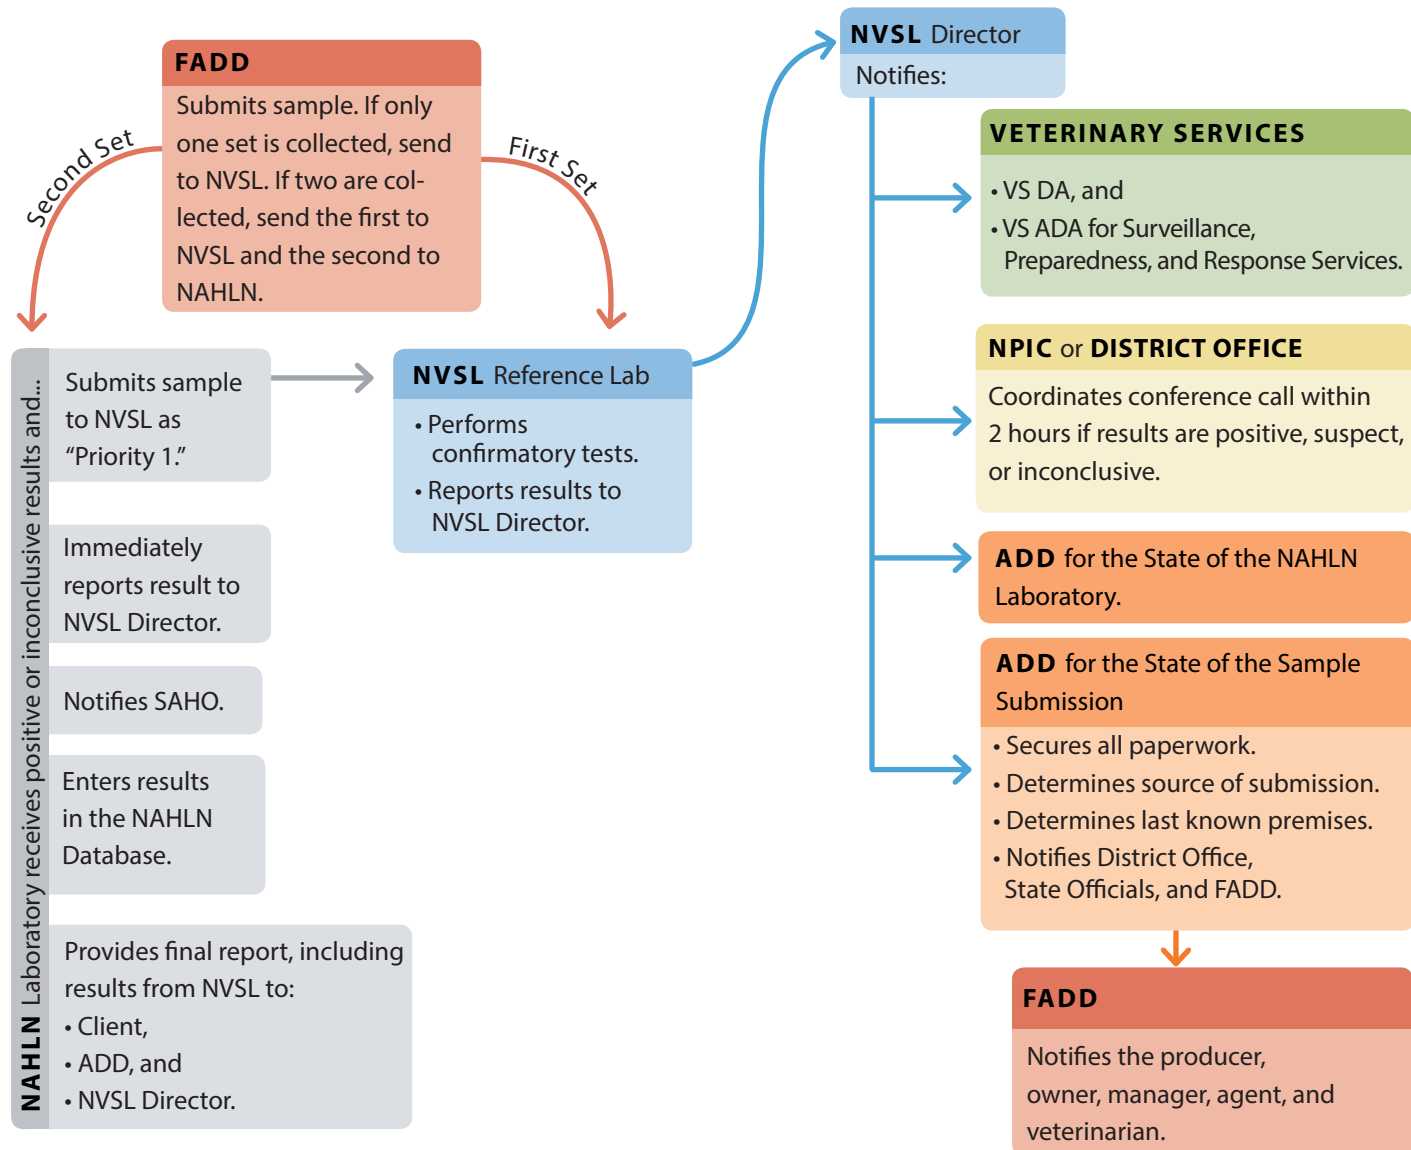 FADD
Submits sample. If only
one set is collected, send
to NVSL. If two are col-
lected, send the first to
NVSL and the second to
NAHLN.
Second Set
First Set
NAHLN Laboratory receives positive or inconclusive results and...
Submits sample
to NVSL as
“Priority 1.”
Immediately
reports result to
NVSL Director.
Notifies SAHO.
Enters results
in the NAHLN
Database.
Provides final report, including
results from NVSL to:
• Client,
• ADD, and
• NVSL Director.
NVSL Reference Lab
• Performs
confirmatory tests.
• Reports results to
NVSL Director.
NVSL Director
Notifies:
VETERINARY SERVICES
• VS DA, and
• VS ADA for Surveillance,
Preparedness, and Response Services.
NPIC or DISTRICT OFFICE
Coordinates conference call within
2 hours if results are positive, suspect,
or inconclusive.
ADD for the State of the NAHLN
Laboratory.
ADD for the State of the Sample
Submission
• Secures all paperwork.
• Determines source of submission.
• Determines last known premises.
• Notifies District Office,
State Officials, and FADD.
FADD
Notifies the producer,
owner, manager, agent, and
veterinarian.